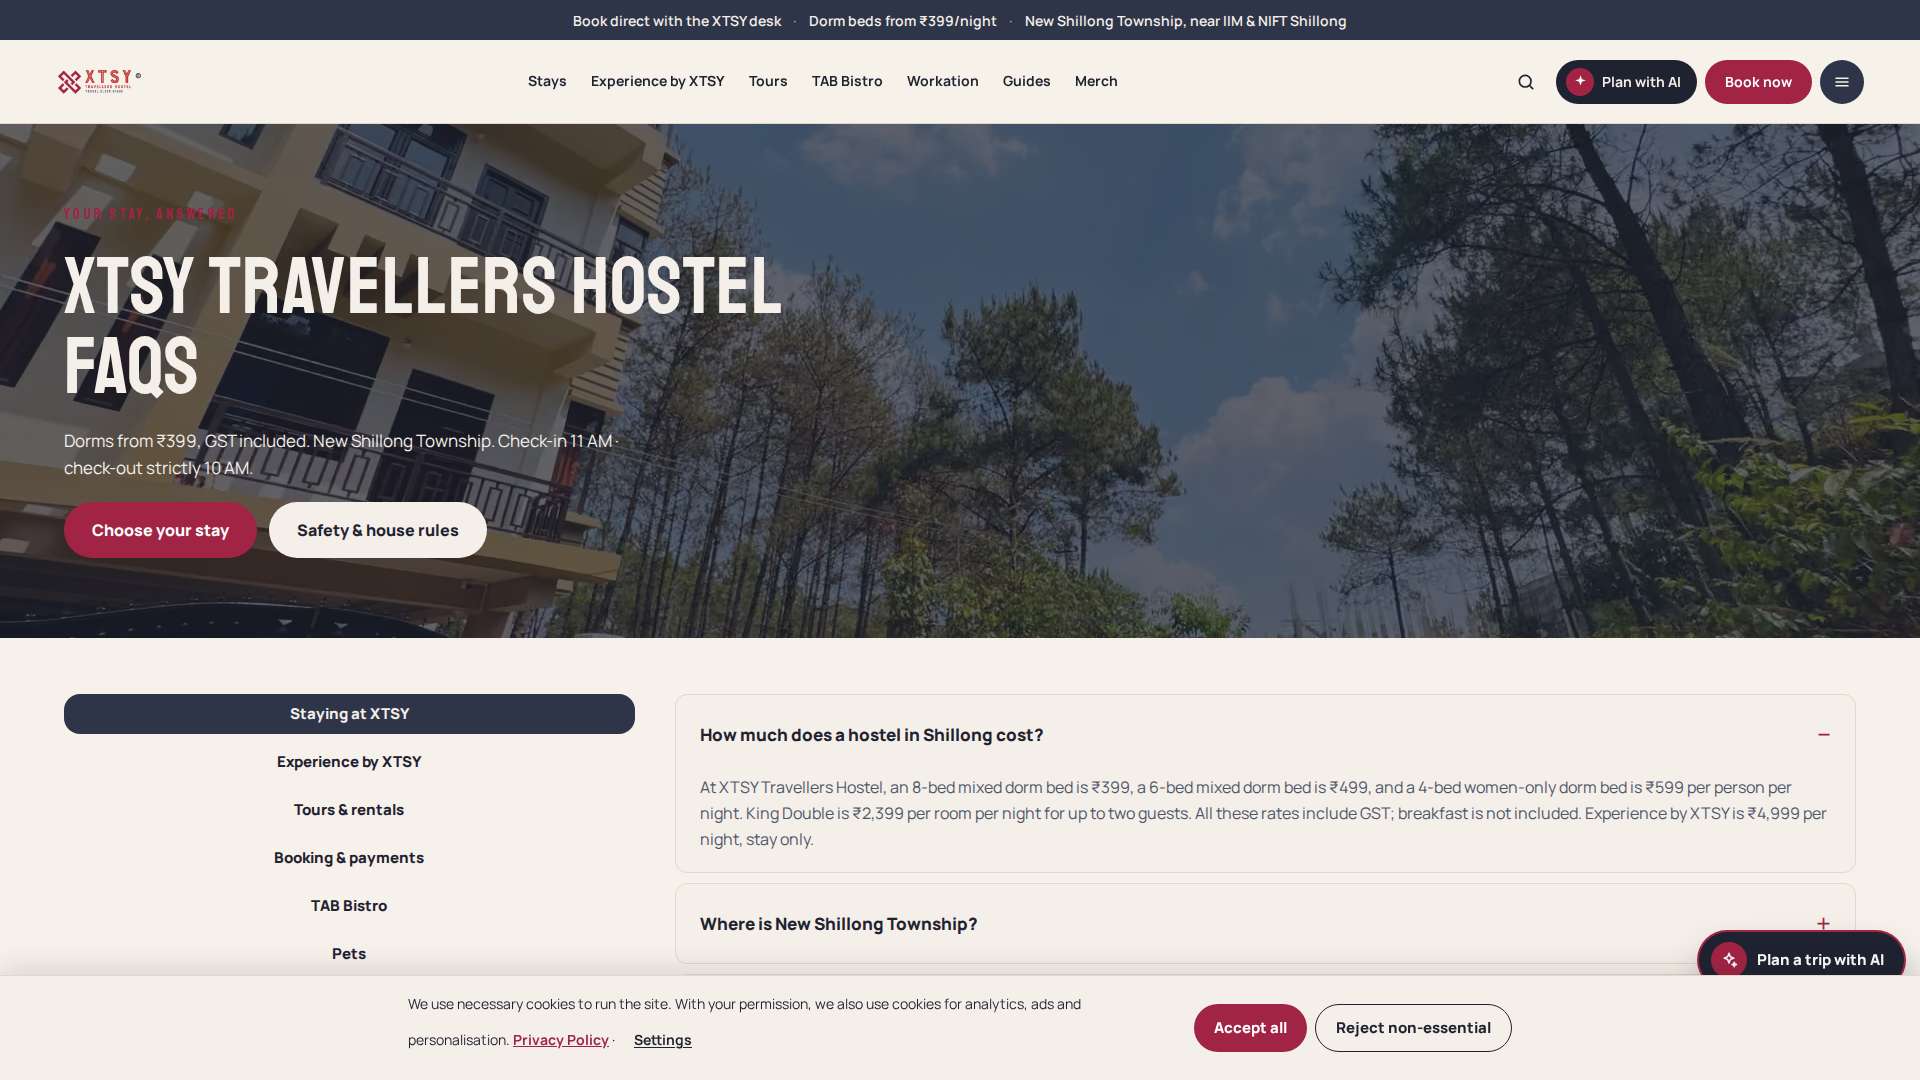 Book direct with the XTSY desk · Dorm beds from ₹399/night · New Shillong Township, near IIM & NIFT Shillong
XTSY
Stays Experience by XTSY Tours TAB Bistro Workation Guides Merch
Plan with AI Book now
YOUR STAY, ANSWERED
XTSY TRAVELLERS HOSTEL
FAQS
Dorms from ₹399, GST included. New Shillong Township. Check-in 11 AM ·
check-out strictly 10 AM.
Choose your stay Safety & house rules
Staying at XTSY
Experience by XTSY
Tours & rentals
Booking & payments
TAB Bistro
Pets
How much does a hostel in Shillong cost? −
At XTSY Travellers Hostel, an 8-bed mixed dorm bed is ₹399, a 6-bed mixed dorm bed is ₹499, and a 4-bed women-only dorm bed is ₹599 per person per
night. King Double is ₹2,399 per room per night for up to two guests. All these rates include GST; breakfast is not included. Experience by XTSY is ₹4,999 per
night, stay only.
Where is New Shillong Township? +
Plan a trip with AI
We use necessary cookies to run the site. With your permission, we also use cookies for analytics, ads and
personalisation. Privacy Policy · Settings
Accept all Reject non-essential